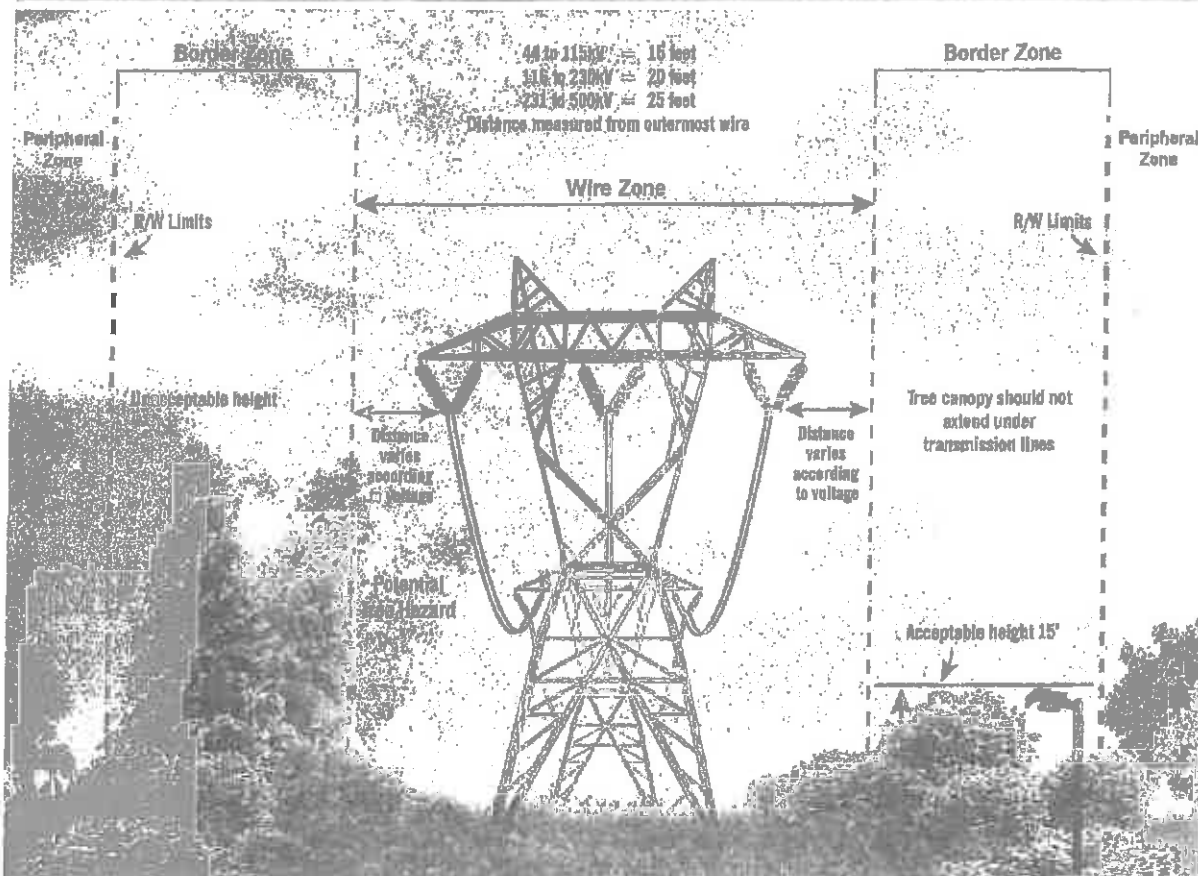 Border Zone
44 to 115kV = 15 feet
116 to 230kV = 20 feet
231 to 500kV = 25 feet
Distance measured from outermost wire
Border Zone
Peripheral
Zone
Peripheral
Zone
Wire Zone
R/W Limits
R/W Limits
Unacceptable height
Distance
varies
according
voltage
Distance
varies
according
to voltage
Tree canopy should not
extend under
transmission lines
Potential
Tree Hazard
Acceptable height 15'